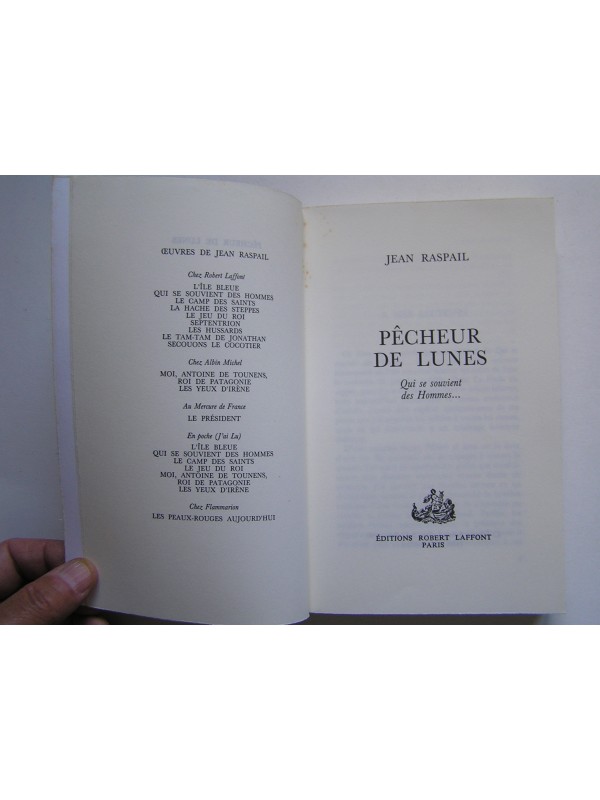 ŒUVRES DE JEAN RASPAIL
Chez Robert Laffont
L'ÎLE BLEUE
QUI SE SOUVIENT DES HOMMES
LE CAMP DES SAINTS
LA HACHE DES STEPPES
LE JEU DU ROI
SEPTENTRION
LES HUSSARDS
LE TAM-TAM DE JONATHAN
SECOUONS LE COCOTIER
Chez Albin Michel
MOI, ANTOINE DE TOUNENS,
ROI DE PATAGONIE
LES YEUX D'IRÈNE
Au Mercure de France
LE PRÉSIDENT
En poche (J'ai Lu)
L'ÎLE BLEUE
QUI SE SOUVIENT DES HOMMES
LE CAMP DES SAINTS
LE JEU DU ROI
MOI, ANTOINE DE TOUNENS,
ROI DE PATAGONIE
LES YEUX D'IRÈNE
Chez Flammarion
LES PEAUX-ROUGES AUJOURD'HUI
JEAN RASPAIL
PÊCHEUR
DE LUNES
Qui se souvient
des Hommes...
ÉDITIONS ROBERT LAFFONT
PARIS